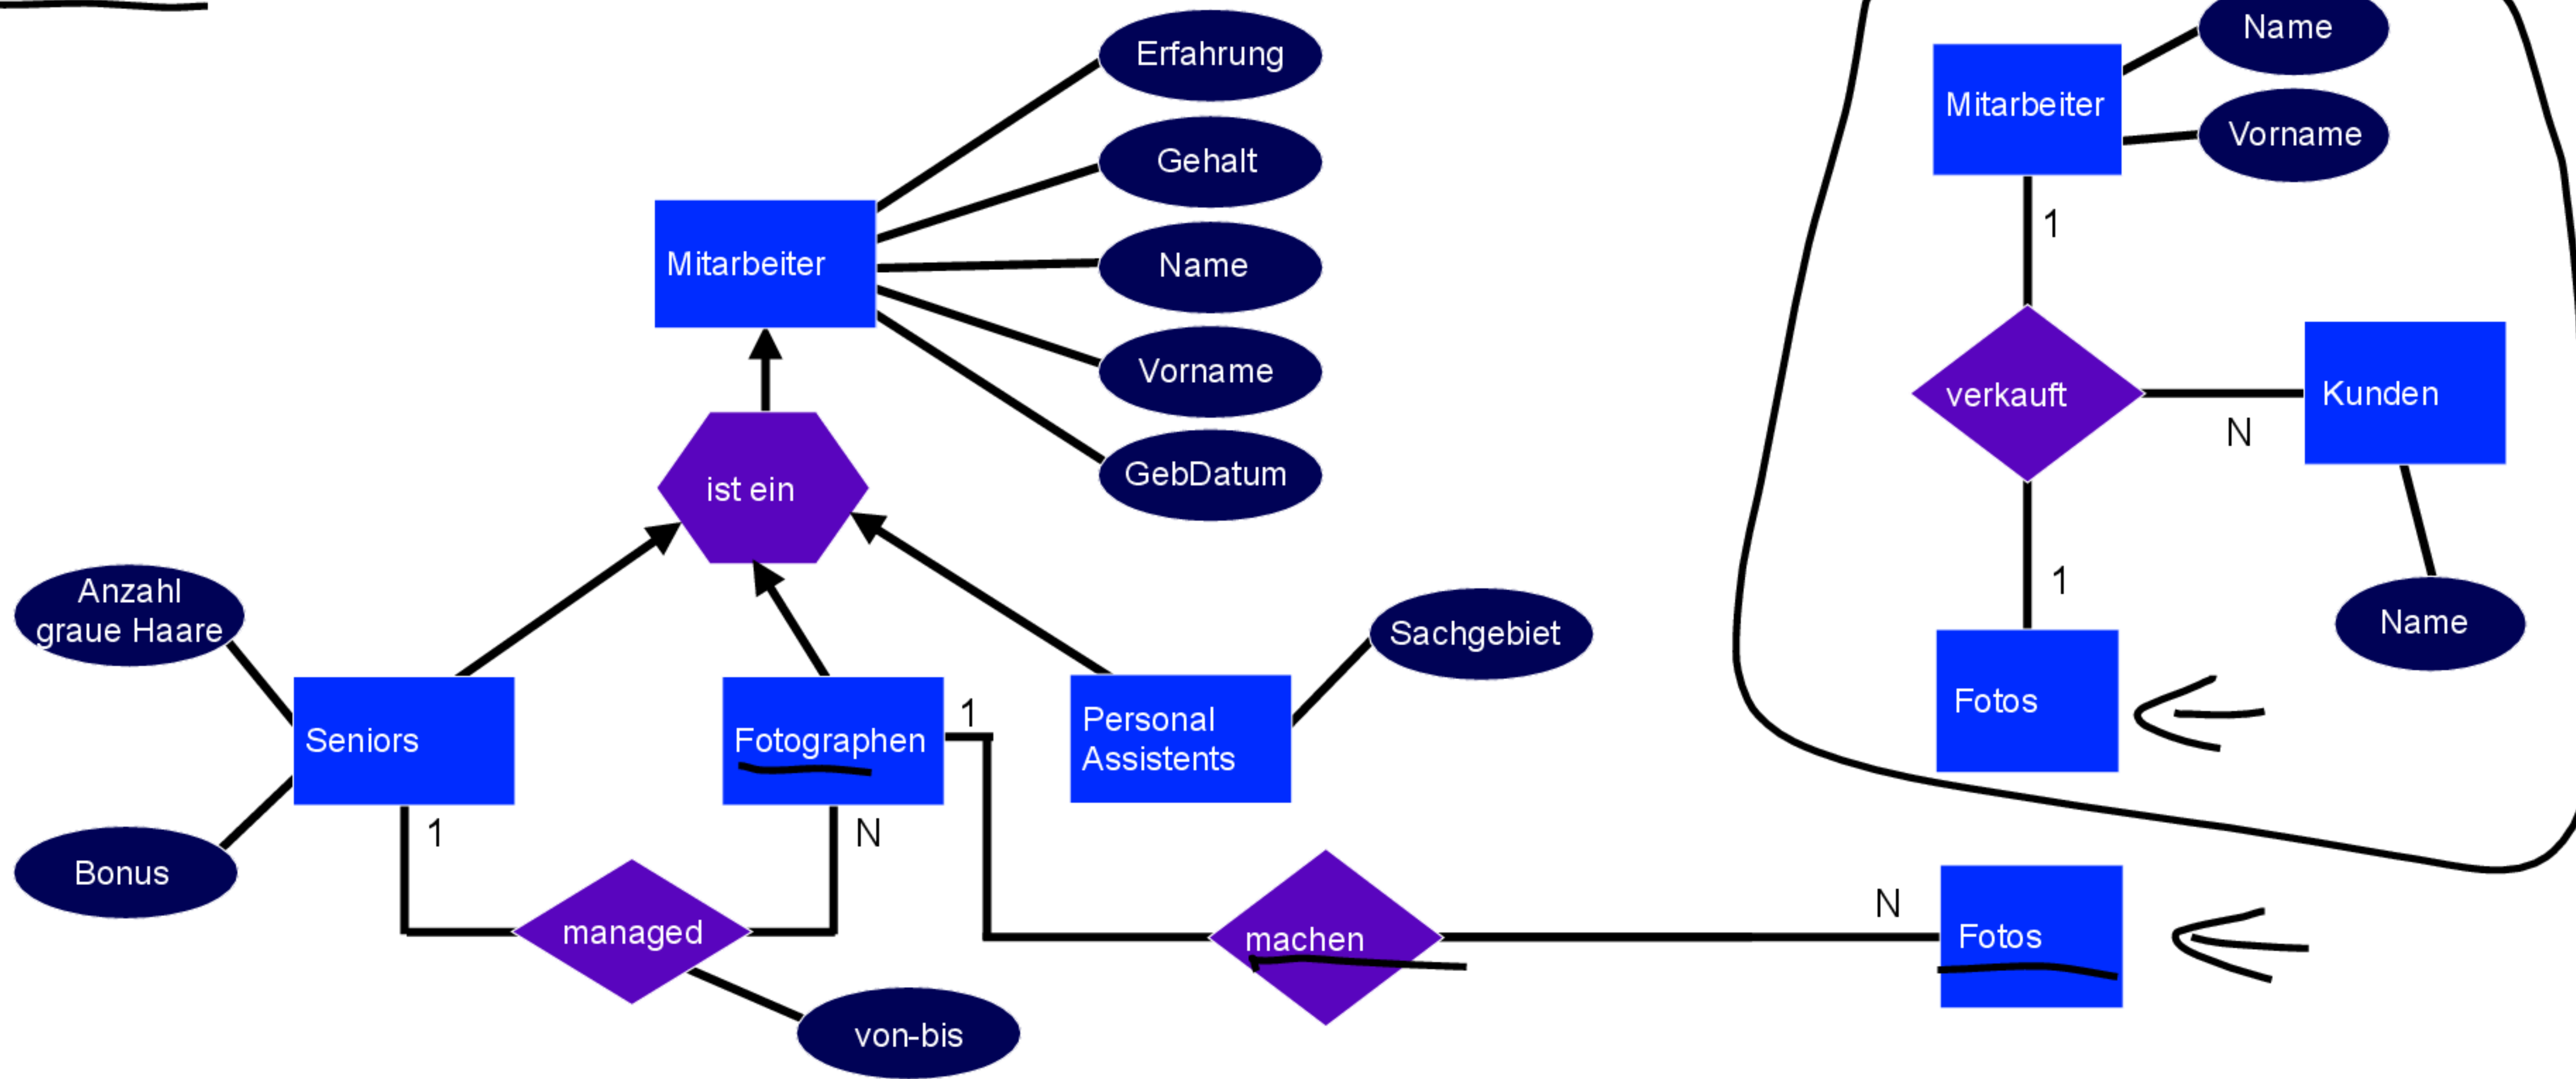 Erfahrung
Gehalt
Name
Vorname
GebDatum
Mitarbeiter
ist ein
Anzahl
graue Haare
Bonus
Seniors
Fotographen
Personal
Assistents
Sachgebiet
1
N
1
managed
von-bis
machen
N
Fotos
Name
Vorname
Mitarbeiter
1
verkauft
N
Kunden
Name
1
Fotos